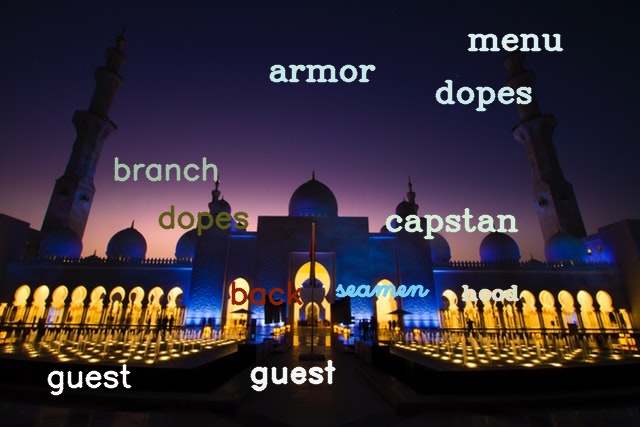 menu
armor
dopes
branch
dopes
capstan
back
seamen
hood
guest
guest